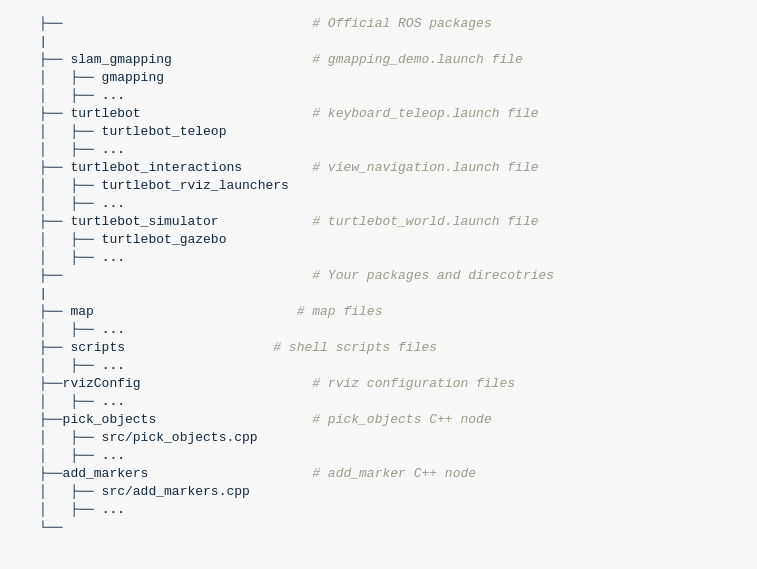 ├──                                # Official ROS packages
|
├── slam_gmapping                  # gmapping_demo.launch file
│   ├── gmapping
│   ├── ...
├── turtlebot                      # keyboard_teleop.launch file
│   ├── turtlebot_teleop
│   ├── ...
├── turtlebot_interactions         # view_navigation.launch file
│   ├── turtlebot_rviz_launchers
│   ├── ...
├── turtlebot_simulator            # turtlebot_world.launch file
│   ├── turtlebot_gazebo
│   ├── ...
├──                                # Your packages and direcotries
|
├── map                          # map files
│   ├── ...
├── scripts                   # shell scripts files
│   ├── ...
├──rvizConfig                      # rviz configuration files
│   ├── ...
├──pick_objects                    # pick_objects C++ node
│   ├── src/pick_objects.cpp
│   ├── ...
├──add_markers                     # add_marker C++ node
│   ├── src/add_markers.cpp
│   ├── ...
└──